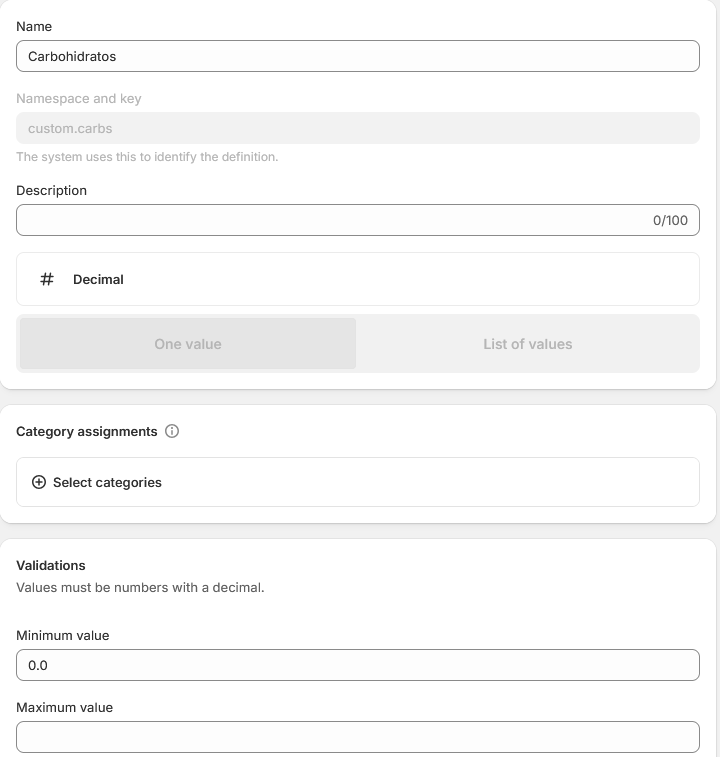 Name
Carbohidratos
Namespace and key
custom.carbs
The system uses this to identify the definition.
Description
0/100
Decimal
One value
List of values
Category assignments
Select categories
Validations
Values must be numbers with a decimal.
Minimum value
0.0
Maximum value